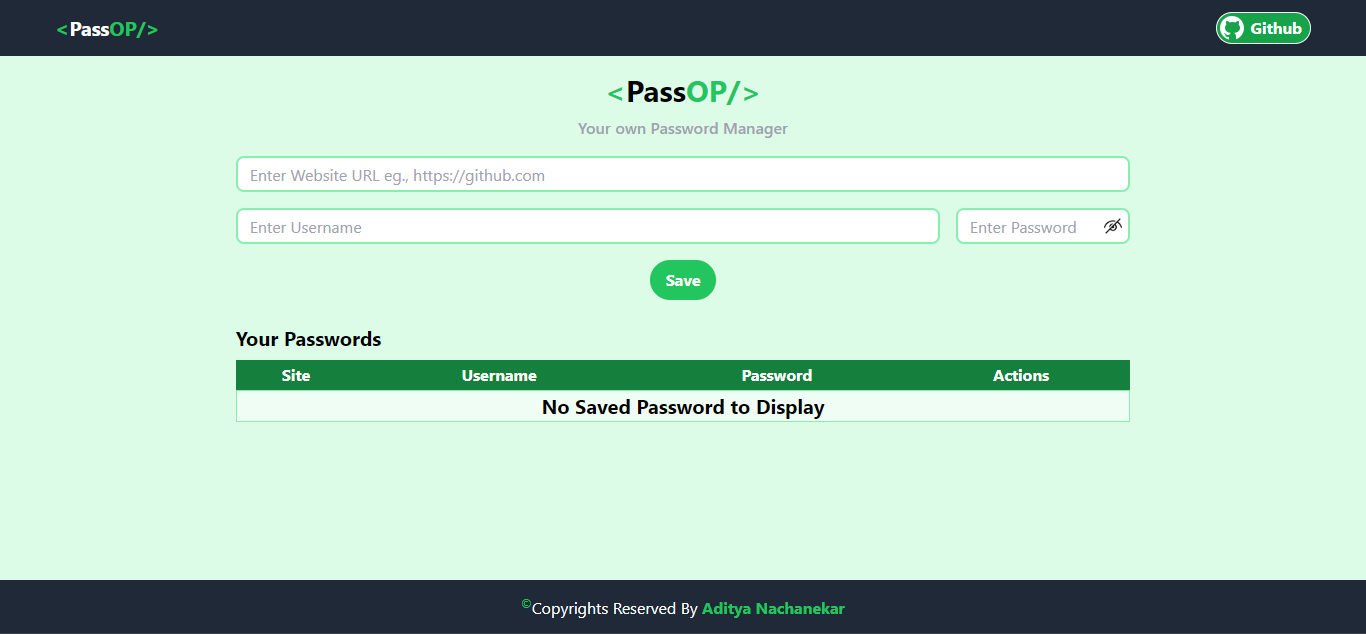 <PassOP/>
Github
<PassOP/>
Your own Password Manager
Enter Website URL eg., https://github.com
Enter Username
Enter Password
Save
Your Passwords
Site Username Password Actions
No Saved Password to Display
©Copyrights Reserved By Aditya Nachanekar